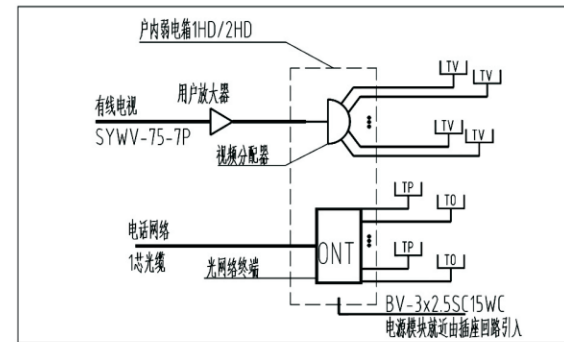 户内弱电箱1HD/2HD
TV
TV
用户放大器
有线电视
SYWV-75-7P
TV
TV
视频分配器
TP
TO
电话网络
1芯光缆
ONT
光网络终端
TP
TO
BV-3x2.5SC15WC
电源模块就近由插座回路引入